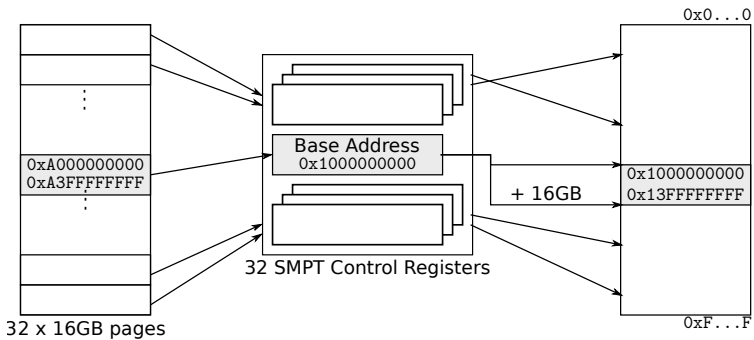 0x0...0
Base Address
0x1000000000
0xA000000000
0xA3FFFFFFFF
0x1000000000
0x13FFFFFFFF
+ 16GB
32 SMPT Control Registers
32 x 16GB pages
0xF...F